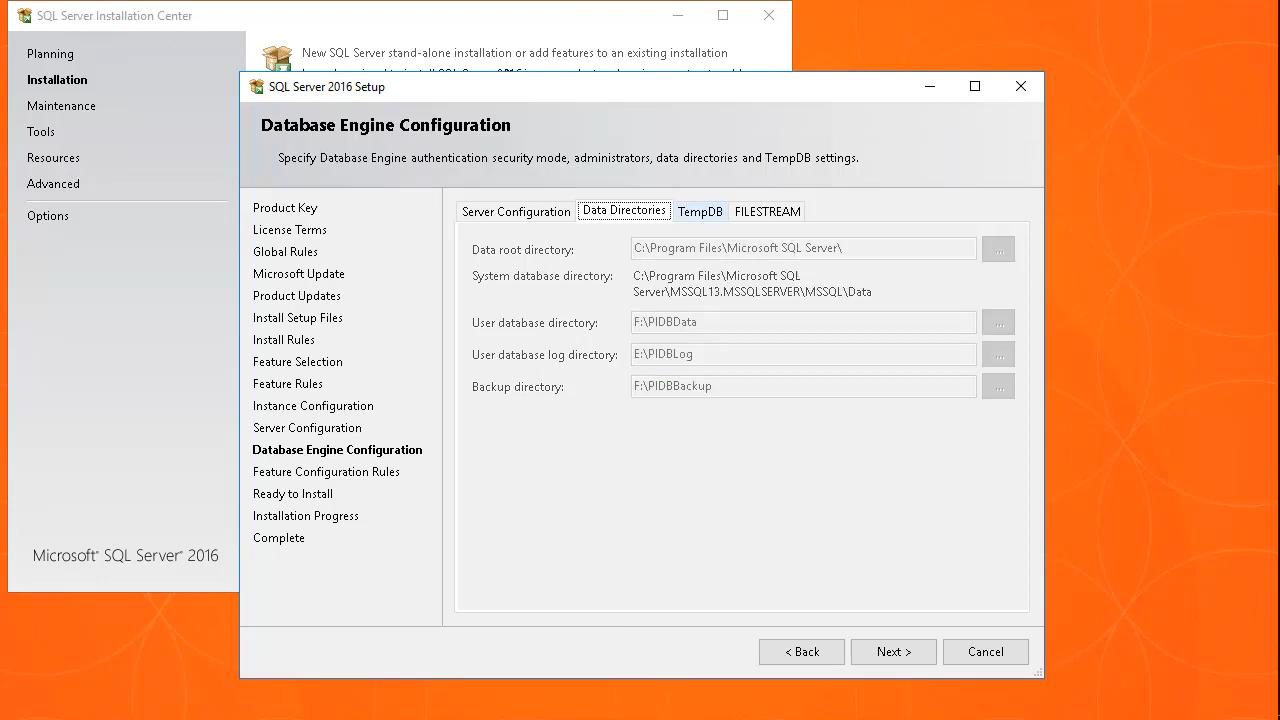 SQL Server Installation Center
Planning
Installation
Maintenance
Tools
Resources
Advanced
Options
Microsoft® SQL Server® 2016
New SQL Server stand-alone installation or add features to an existing installation
SQL Server 2016 Setup
Database Engine Configuration
Specify Database Engine authentication security mode, administrators, data directories and TempDB settings.
Product Key
License Terms
Global Rules
Microsoft Update
Product Updates
Install Setup Files
Install Rules
Feature Selection
Feature Rules
Instance Configuration
Server Configuration
Database Engine Configuration
Feature Configuration Rules
Ready to Install
Installation Progress
Complete
Server Configuration Data Directories TempDB FILESTREAM
Data root directory: C:\Program Files\Microsoft SQL Server\ ...
System database directory: C:\Program Files\Microsoft SQL
Server\MSSQL13.MSSQLSERVER\MSSQL\Data
User database directory: F:\PIDBData ...
User database log directory: E:\PIDBLog ...
Backup directory: F:\PIDBBackup ...
< Back Next > Cancel